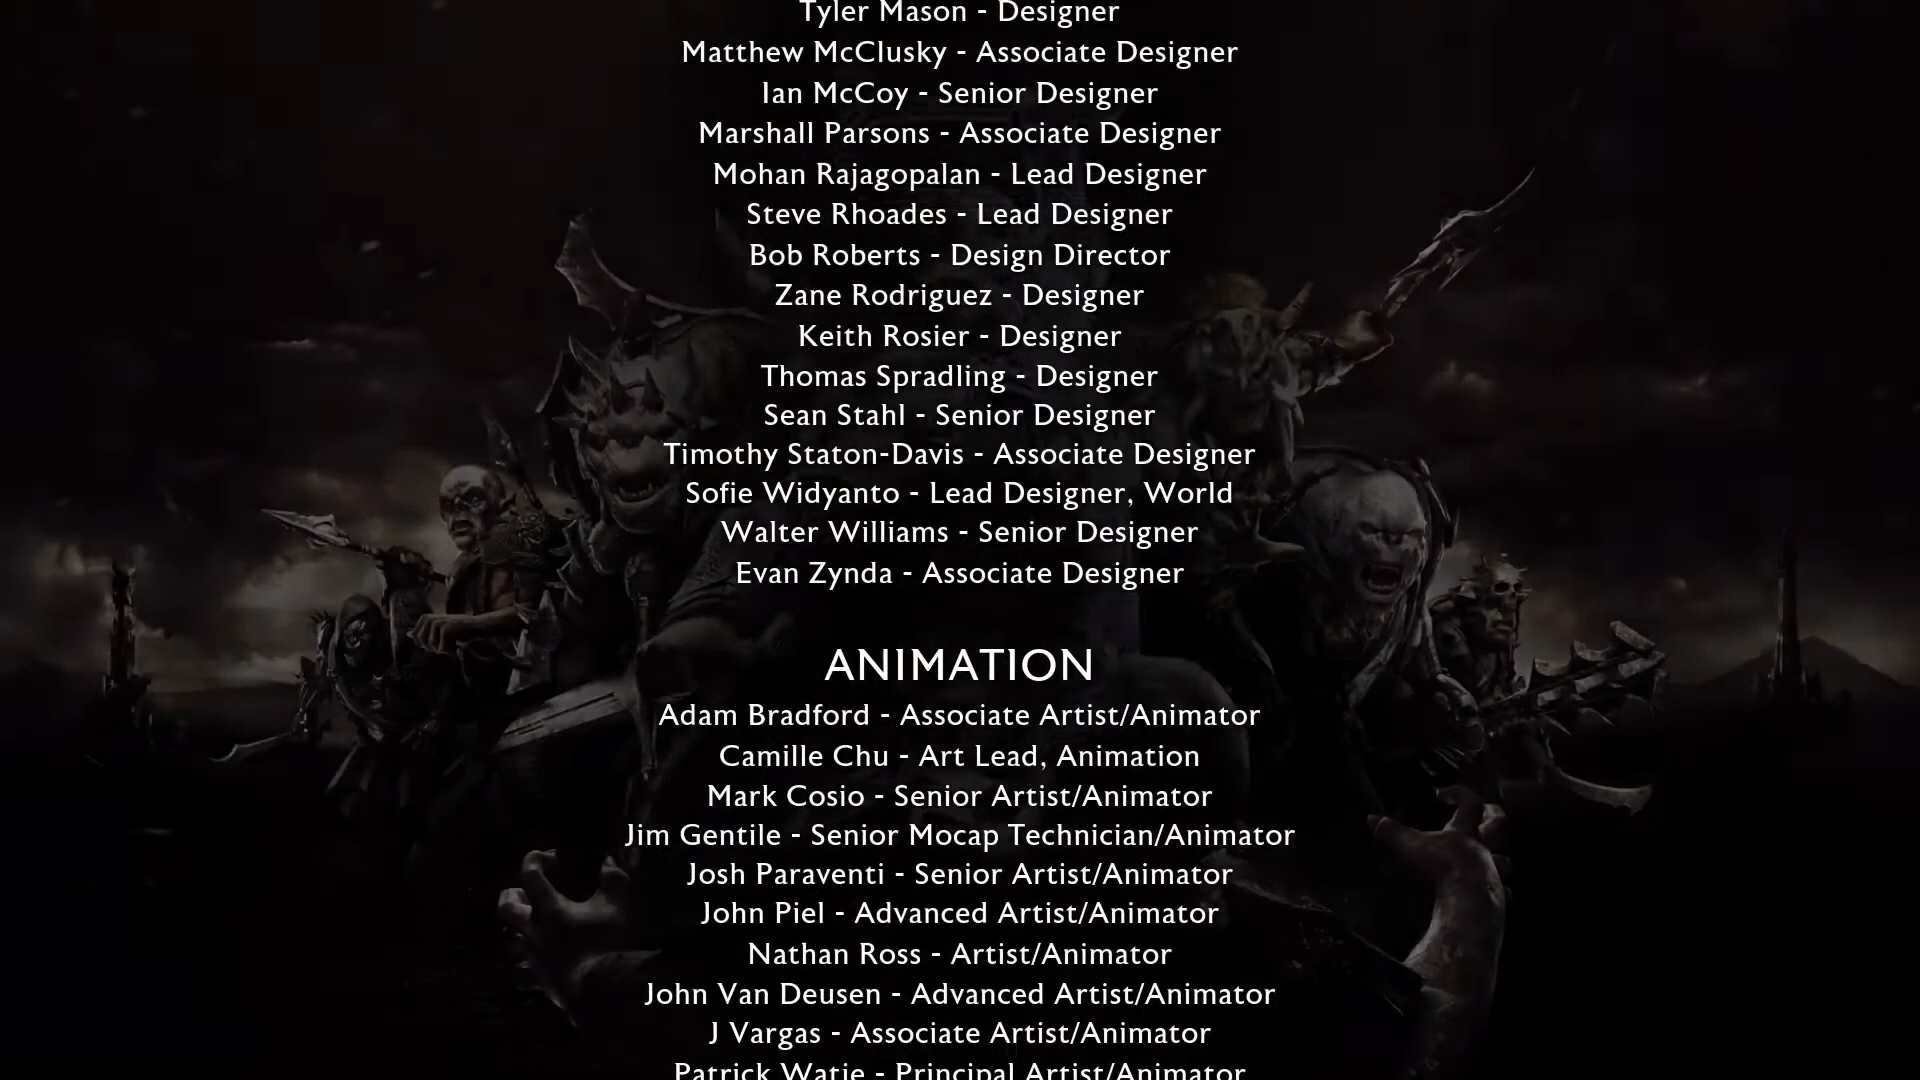 Tyler Mason - Designer
Matthew McClusky - Associate Designer
Ian McCoy - Senior Designer
Marshall Parsons - Associate Designer
Mohan Rajagopalan - Lead Designer
Steve Rhoades - Lead Designer
Bob Roberts - Design Director
Zane Rodriguez - Designer
Keith Rosier - Designer
Thomas Spradling - Designer
Sean Stahl - Senior Designer
Timothy Staton-Davis - Associate Designer
Sofie Widyanto - Lead Designer, World
Walter Williams - Senior Designer
Evan Zynda - Associate Designer
ANIMATION
Adam Bradford - Associate Artist/Animator
Camille Chu - Art Lead, Animation
Mark Cosio - Senior Artist/Animator
Jim Gentile - Senior Mocap Technician/Animator
Josh Paraventi - Senior Artist/Animator
John Piel - Advanced Artist/Animator
Nathan Ross - Artist/Animator
John Van Deusen - Advanced Artist/Animator
J Vargas - Associate Artist/Animator
Patrick Watje - Principal Artist/Animator